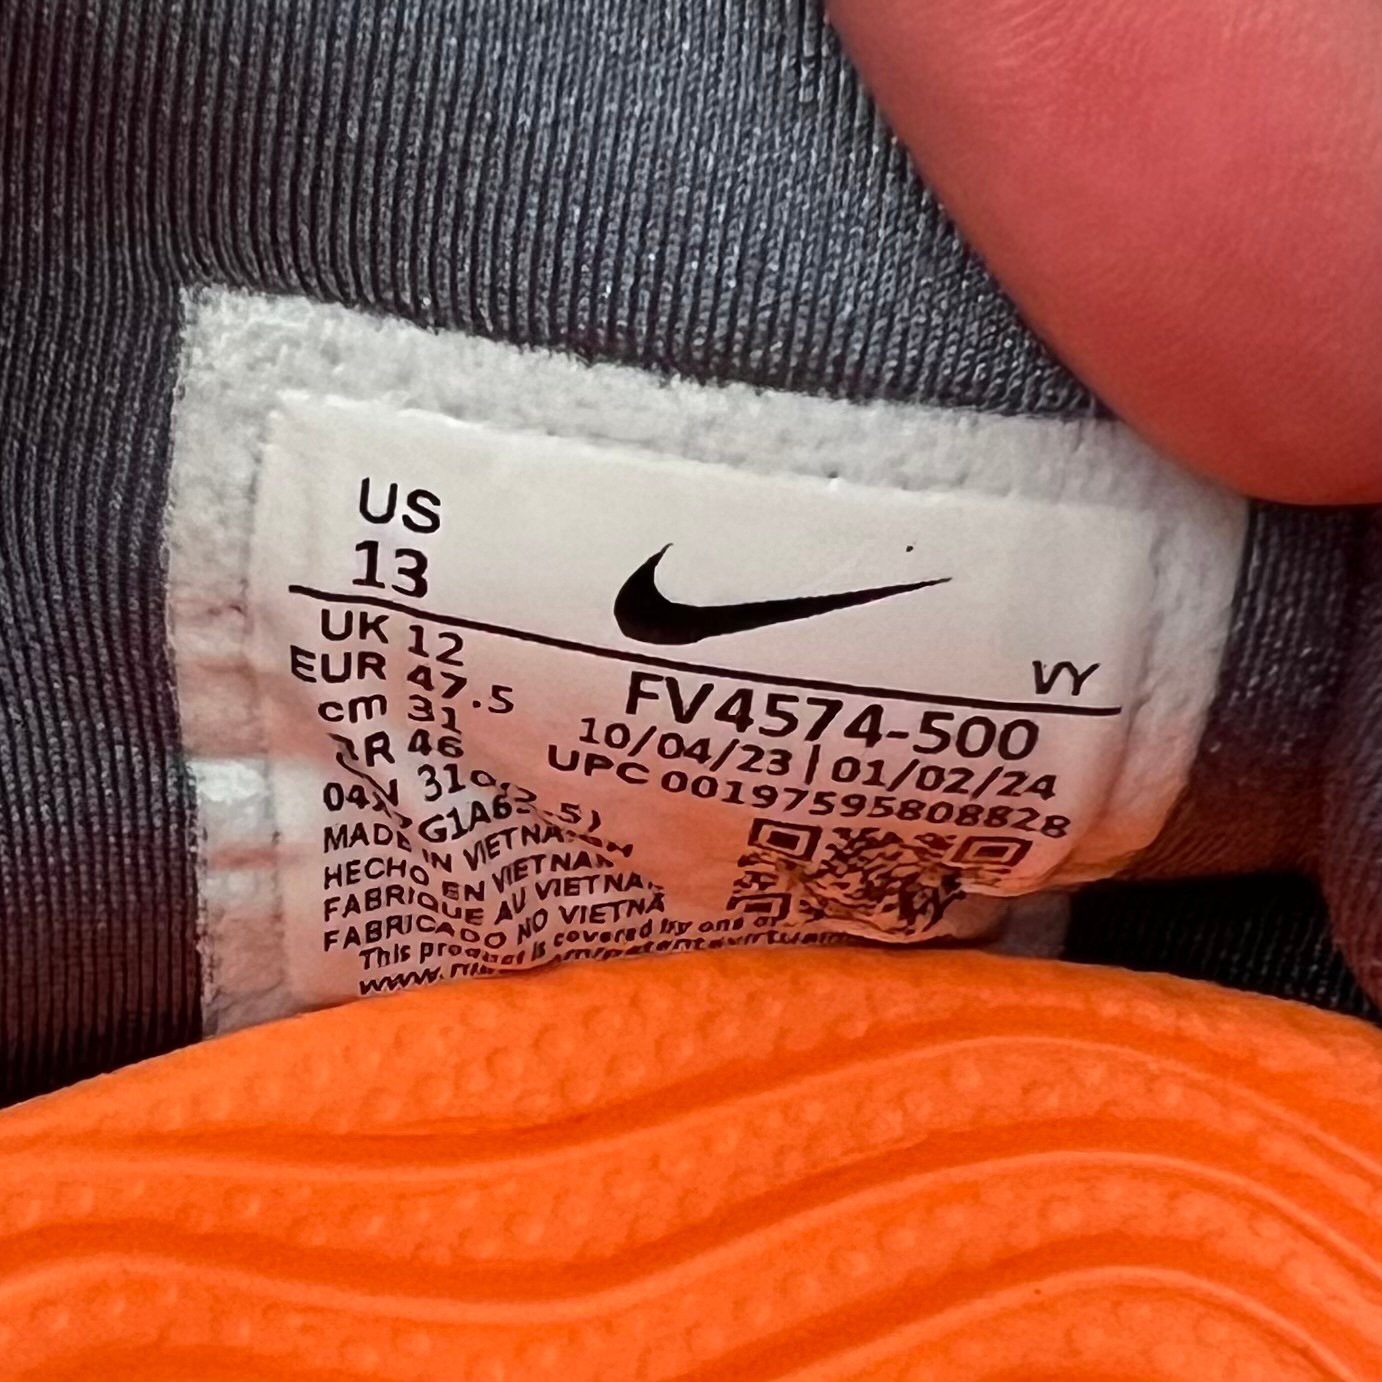 US
13
VY
UK 12
EUR 47.5
cm 31
BR 46
FV4574-500
10/04/23 | 01/02/24
UPC 00197595808828
MADE IN VIETNAM
HECHO EN VIETNAM
FABRIQUE AU VIETNAM
FABRICADO NO VIETNA
This product is covered by one or